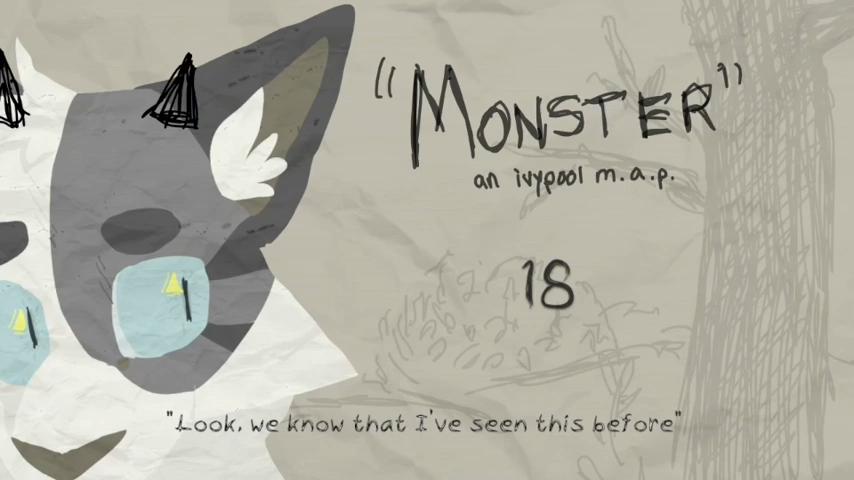 "Monster"
an ivypool m.a.p.
18
"Look, we know that I've seen this before"